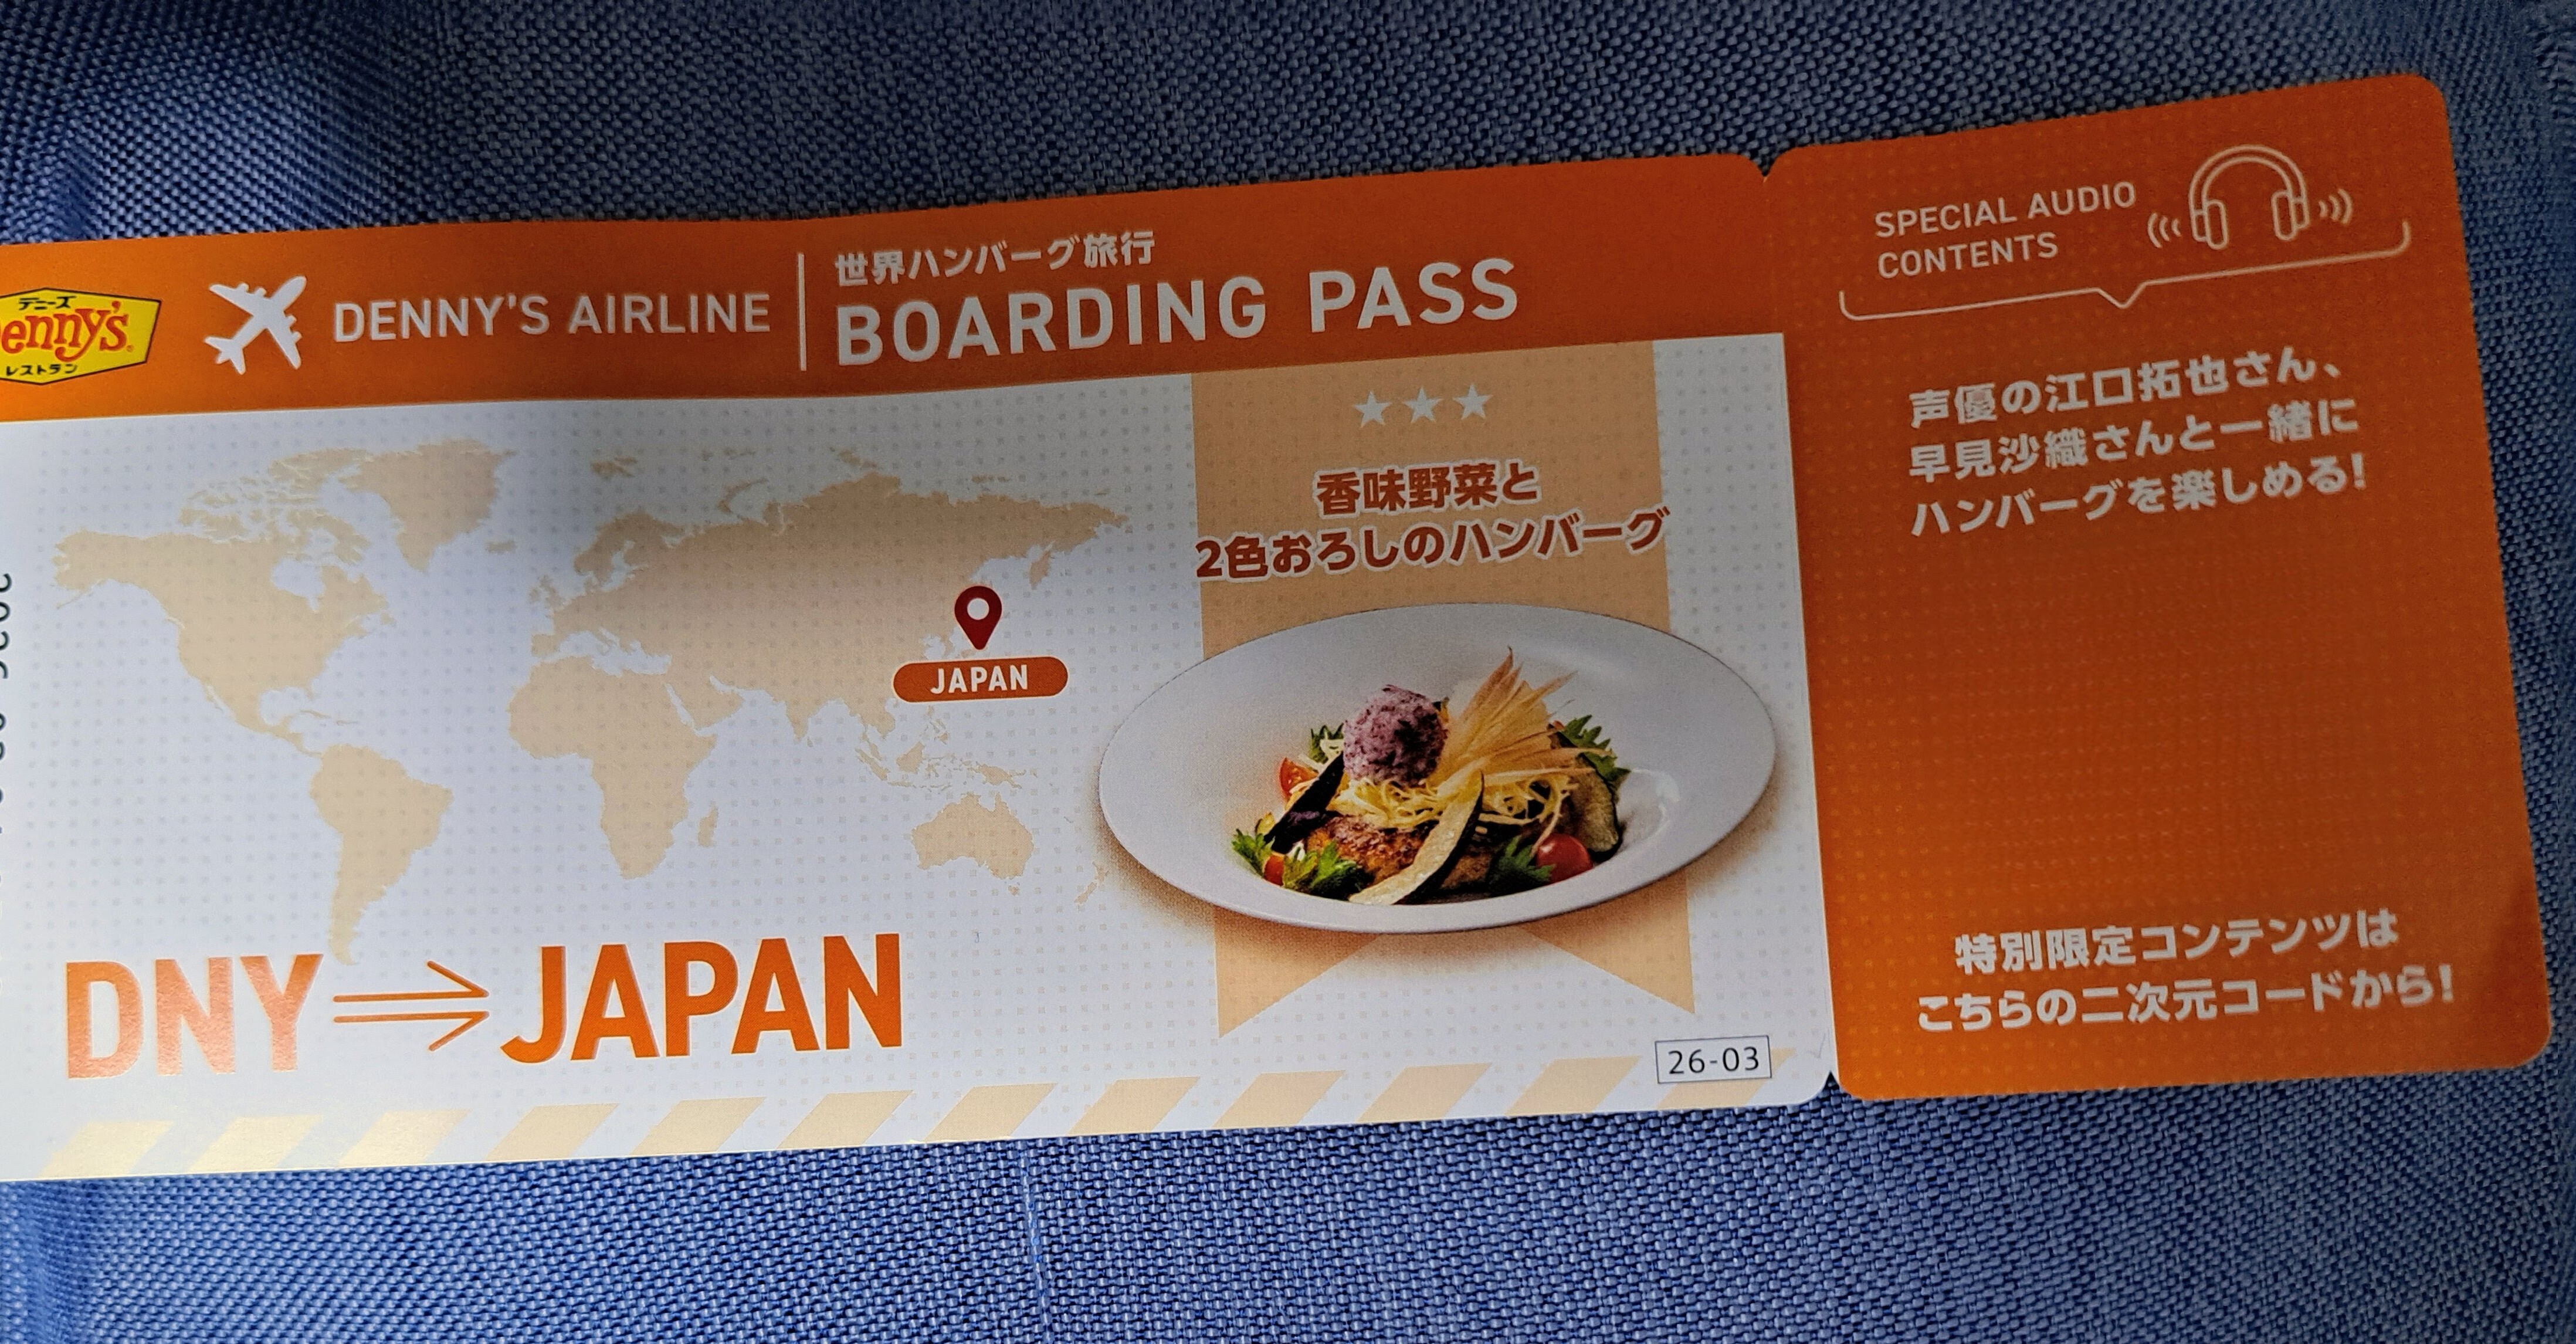 デニーズ
Denny's
レストラン
DENNY'S AIRLINE
世界ハンバーグ旅行
BOARDING PASS
SPECIAL AUDIO
CONTENTS
声優の江口拓也さん、
早見沙織さんと一緒に
ハンバーグを楽しめる!
★★★
香味野菜と
2色おろしのハンバーグ
JAPAN
DNY ⇒ JAPAN
26-03
特別限定コンテンツは
こちらの二次元コードから!